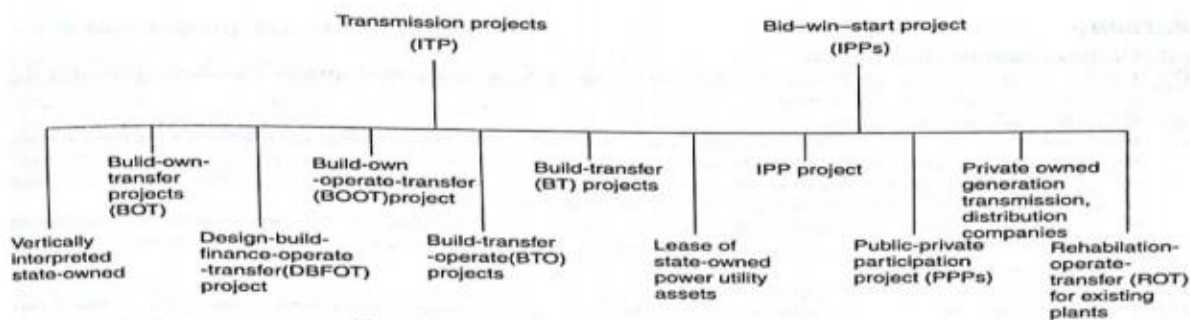 Transmission projects
(ITP)
Bid–win–start project
(IPPs)
Bulid-own-
transfer
projects
(BOT)
Build-own
-operate-transfer
(BOOT)project
Build-transfer
(BT) projects
IPP project
Private owned
generation
transmission,
distribution
companies
Vertically
interpreted
state-owned
Design-build-
finance-operate
-transfer(DBFOT)
project
Build-transfer
-operate(BTO)
projects
Lease of
state-owned
power utility
assets
Public-private
participation
project (PPPs)
Rehabilation-
operate-
transfer (ROT)
for existing
plants